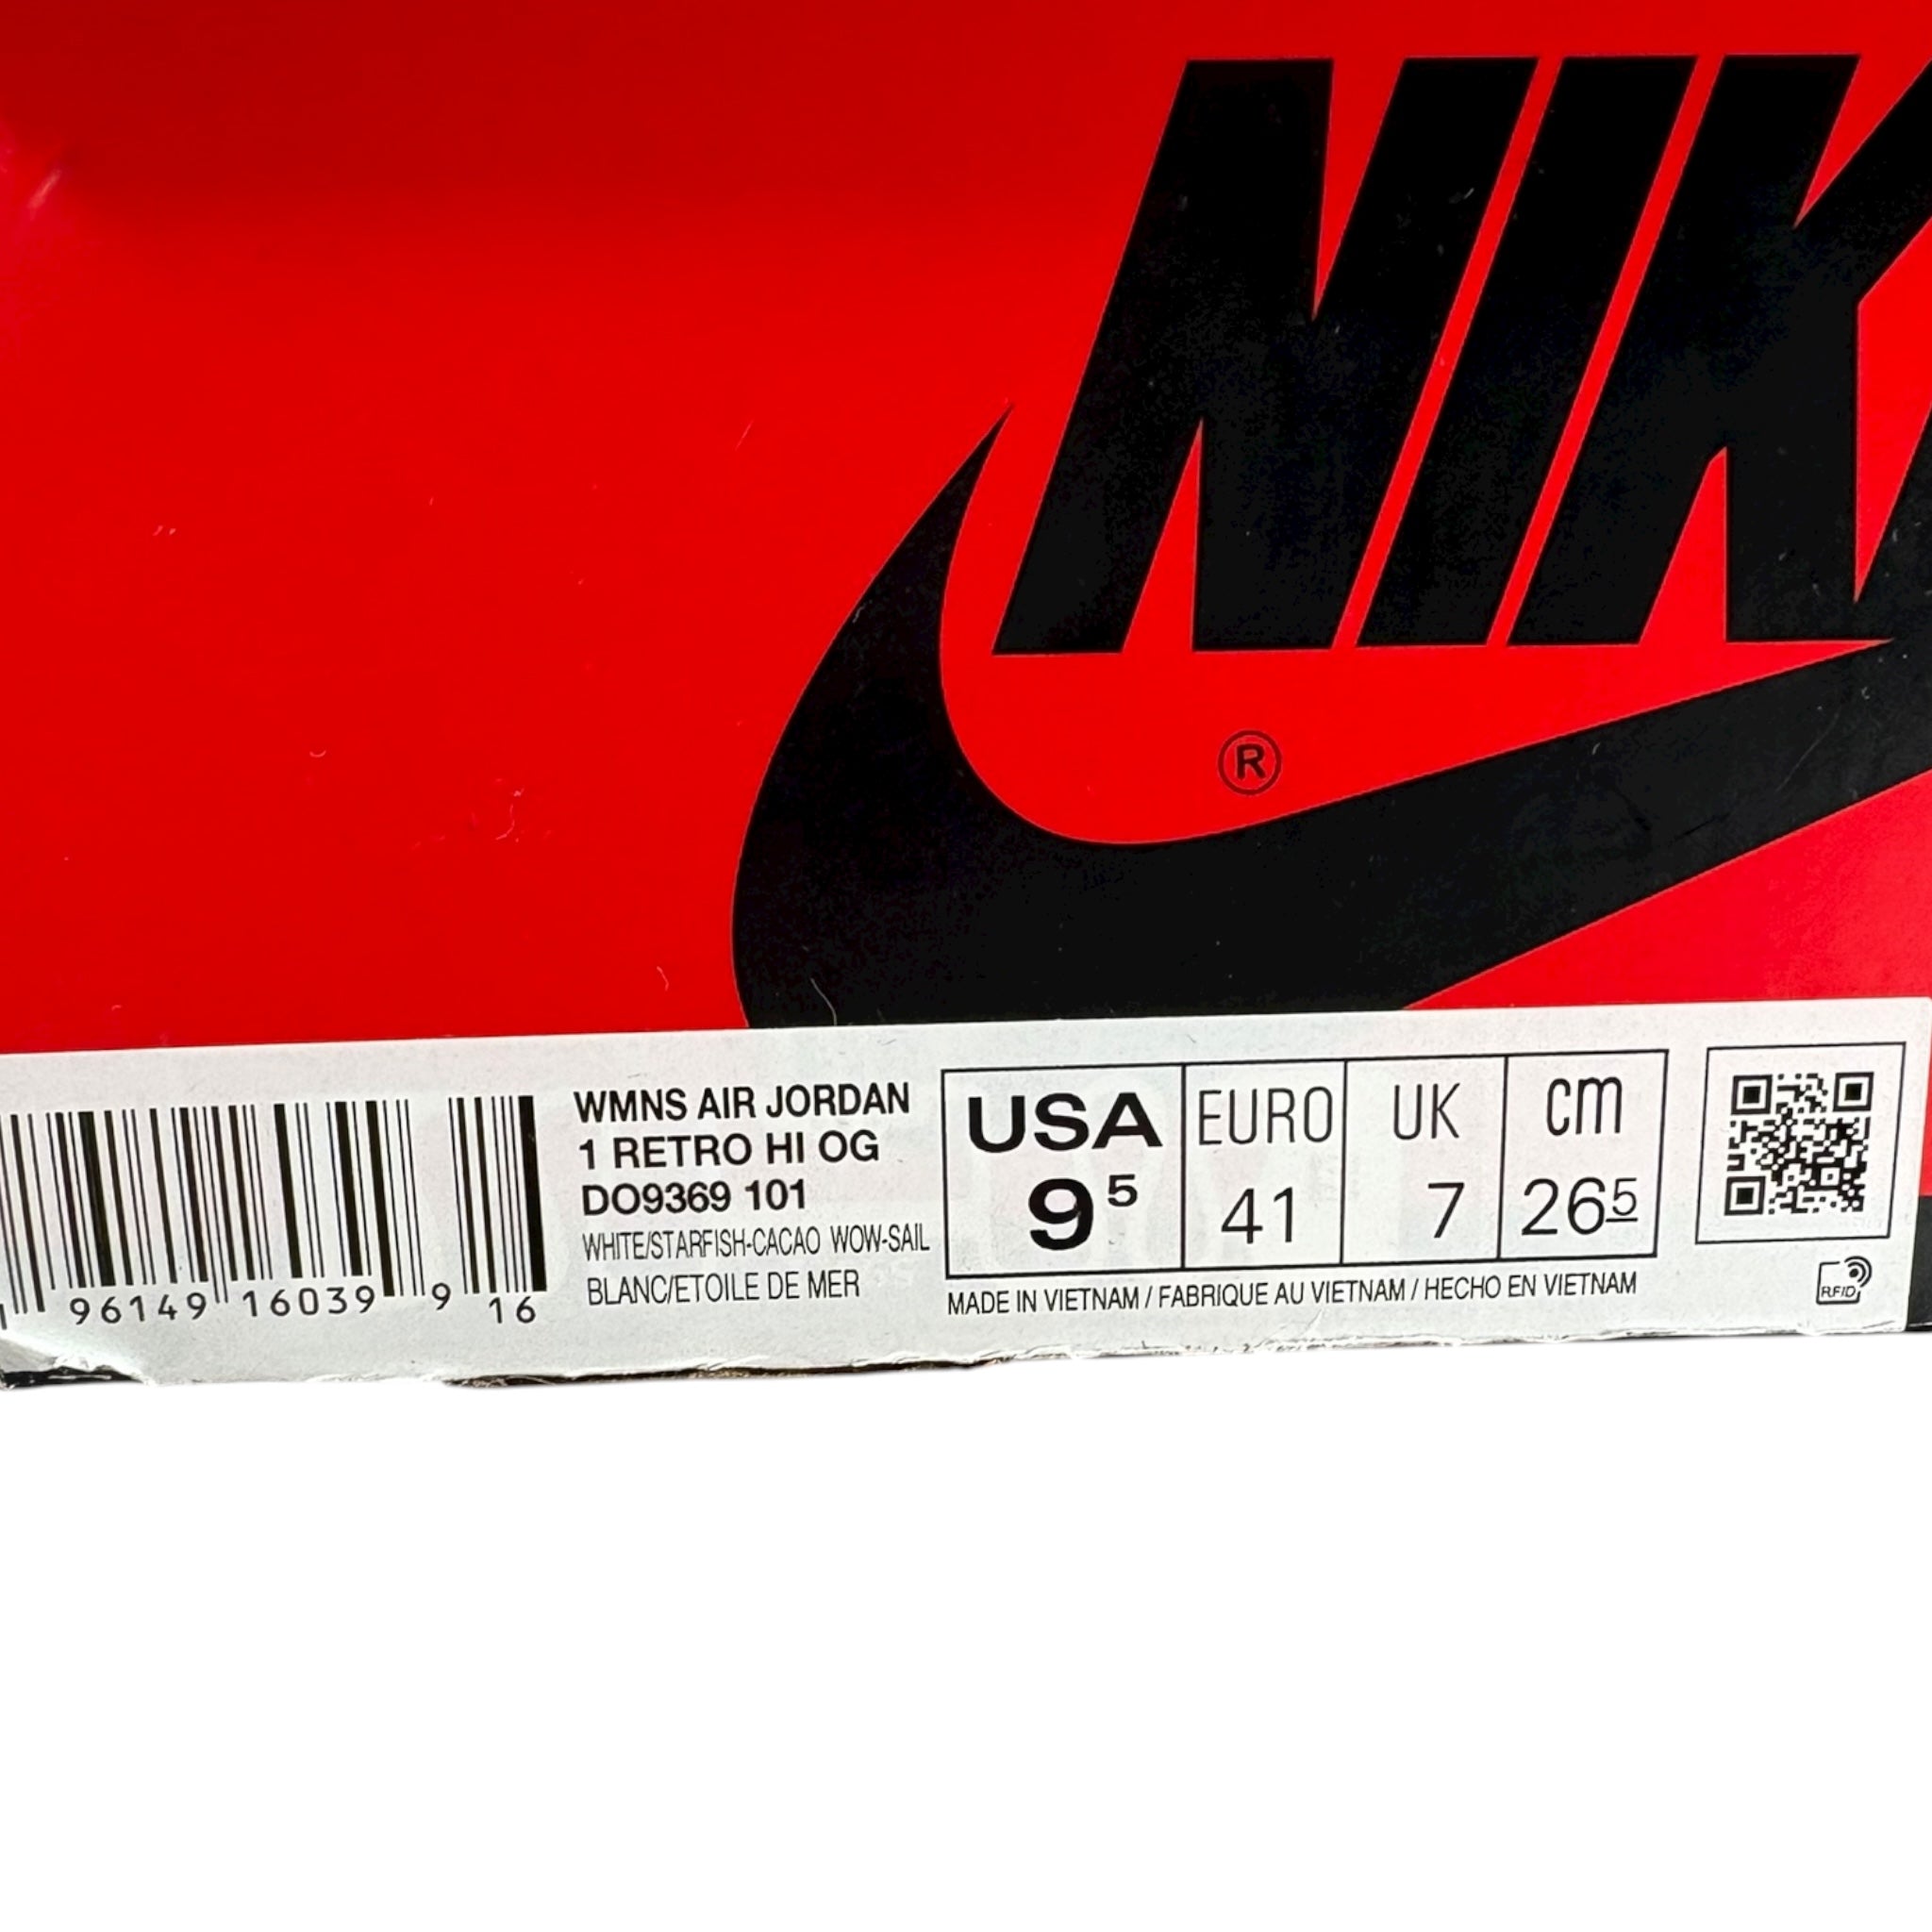 NIK
®
WMNS AIR JORDAN
1 RETRO HI OG
DO9369 101
WHITE/STARFISH-CACAO WOW-SAIL
BLANC/ETOILE DE MER
96149 16039 9 16
USA EURO UK cm
9⁵ 41 7 26⁵
MADE IN VIETNAM / FABRIQUE AU VIETNAM / HECHO EN VIETNAM
RFID